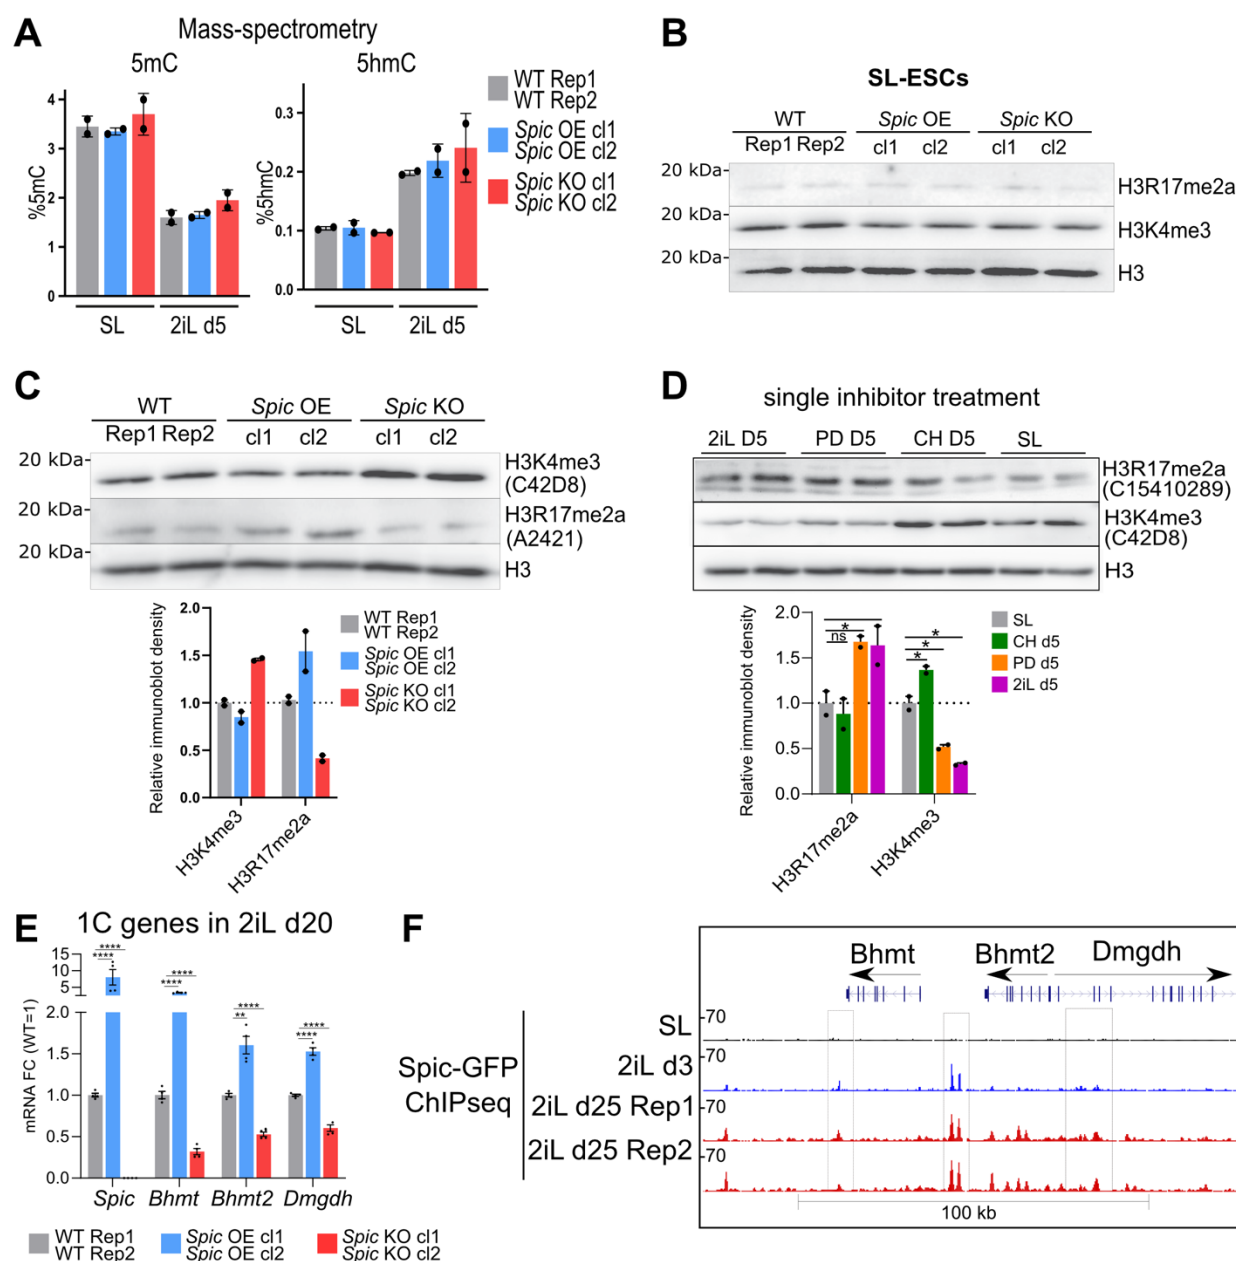 A
Mass-spectrometry
5mC
5hmC
WT Rep1
WT Rep2
Spic OE cl1
Spic OE cl2
Spic KO cl1
Spic KO cl2
%5mC
4
3
2
1
0
SL
2iL d5
%5hmC
0.3
0.2
0.1
0.0
SL
2iL d5
B
SL-ESCs
WT
Spic OE
Spic KO
Rep1 Rep2
cl1
cl2
cl1
cl2
20 kDa
H3R17me2a
20 kDa
H3K4me3
20 kDa
H3
C
WT
Spic OE
Spic KO
Rep1 Rep2
cl1
cl2
cl1
cl2
20 kDa
H3K4me3
(C42D8)
20 kDa
H3R17me2a
(A2421)
20 kDa
H3
Relative immunoblot density
2.0
1.5
1.0
0.5
0.0
H3K4me3
H3R17me2a
WT Rep1
WT Rep2
Spic OE cl1
Spic OE cl2
Spic KO cl1
Spic KO cl2
D
single inhibitor treatment
2iL D5
PD D5
CH D5
SL
H3R17me2a
(C15410289)
H3K4me3
(C42D8)
H3
Relative immunoblot density
2.0
1.5
1.0
0.5
0.0
*
*
ns
*
*
*
H3R17me2a
H3K4me3
SL
CH d5
PD d5
2iL d5
E
1C genes in 2iL d20
mRNA FC (WT=1)
15
10
5
2.0
1.5
1.0
0.5
0.0
****
****
****
****
****
**
****
****
Spic
Bhmt
Bhmt2
Dmgdh
WT Rep1
WT Rep2
Spic OE cl1
Spic OE cl2
Spic KO cl1
Spic KO cl2
F
Bhmt
Bhmt2
Dmgdh
Spic-GFP
ChIPseq
SL
2iL d3
2iL d25 Rep1
2iL d25 Rep2
-70
-70
-70
-70
100 kb